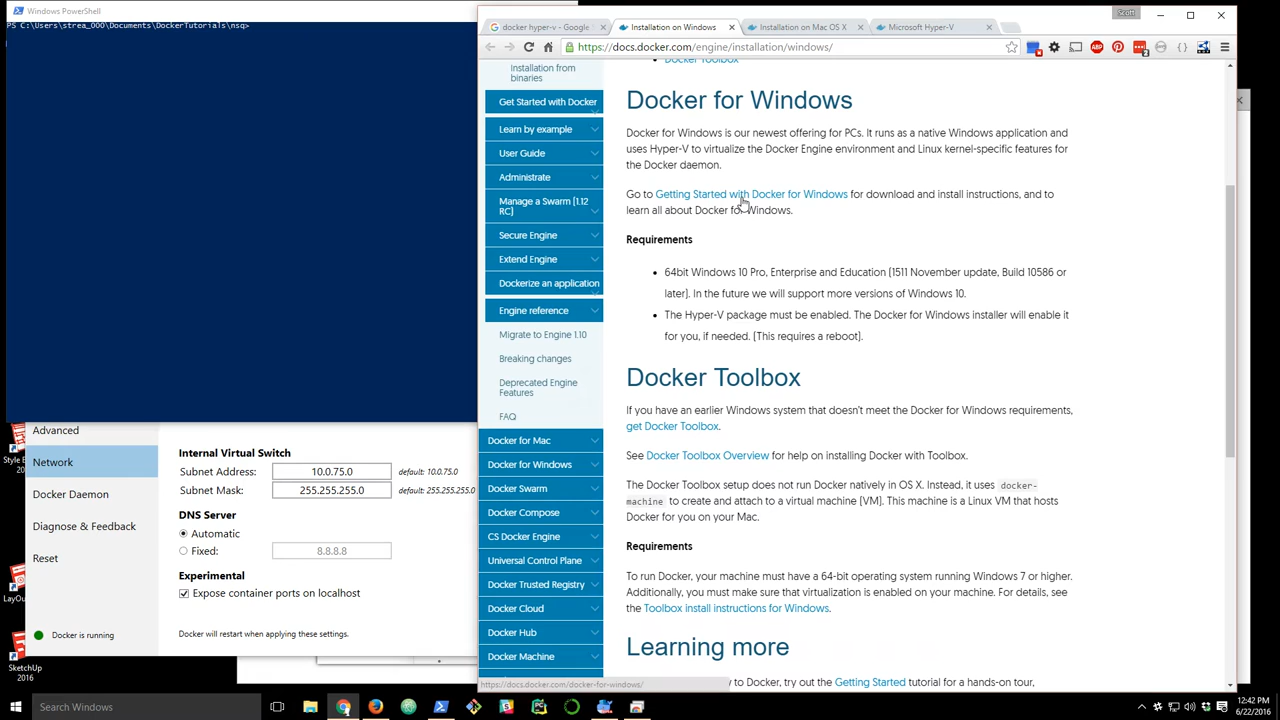 Windows PowerShell
PS C:\Users\strea_000\Documents\DockerTutorials\nsq>
Advanced
Network
Docker Daemon
Diagnose & Feedback
Reset
Docker is running
Internal Virtual Switch
Subnet Address: 10.0.75.0 default: 10.0.75.0
Subnet Mask: 255.255.255.0 default: 255.255.255.0
DNS Server
Automatic
Fixed: 8.8.8.8
Experimental
Expose container ports on localhost
Docker will restart when applying these settings.
SketchUp
2016
Scott
docker hyper-v - Google
Installation on Windows
Installation on Mac OS X
Microsoft Hyper-V
https://docs.docker.com/engine/installation/windows/
Installation from
binaries
Get Started with Docker
Learn by example
User Guide
Administrate
Manage a Swarm (1.12
RC)
Secure Engine
Extend Engine
Dockerize an application
Engine reference
Migrate to Engine 1.10
Breaking changes
Deprecated Engine
Features
FAQ
Docker for Mac
Docker for Windows
Docker Swarm
Docker Compose
CS Docker Engine
Universal Control Plane
Docker Trusted Registry
Docker Cloud
Docker Hub
Docker Machine
Docker Toolbox
Docker for Windows
Docker for Windows is our newest offering for PCs. It runs as a native Windows application and
uses Hyper-V to virtualize the Docker Engine environment and Linux kernel-specific features for
the Docker daemon.
Go to Getting Started with Docker for Windows for download and install instructions, and to
learn all about Docker for Windows.
Requirements
64bit Windows 10 Pro, Enterprise and Education (1511 November update, Build 10586 or
later). In the future we will support more versions of Windows 10.
The Hyper-V package must be enabled. The Docker for Windows installer will enable it
for you, if needed. (This requires a reboot).
Docker Toolbox
If you have an earlier Windows system that doesn't meet the Docker for Windows requirements,
get Docker Toolbox.
See Docker Toolbox Overview for help on installing Docker with Toolbox.
The Docker Toolbox setup does not run Docker natively in OS X. Instead, it uses docker-
machine to create and attach to a virtual machine (VM). This machine is a Linux VM that hosts
Docker for you on your Mac.
Requirements
To run Docker, your machine must have a 64-bit operating system running Windows 7 or higher.
Additionally, you must make sure that virtualization is enabled on your machine. For details, see
the Toolbox install instructions for Windows.
Learning more
to Docker, try out the Getting Started tutorial for a hands-on tour,
https://docs.docker.com/docker-for-windows/
Search Windows
12:42 PM
6/22/2016